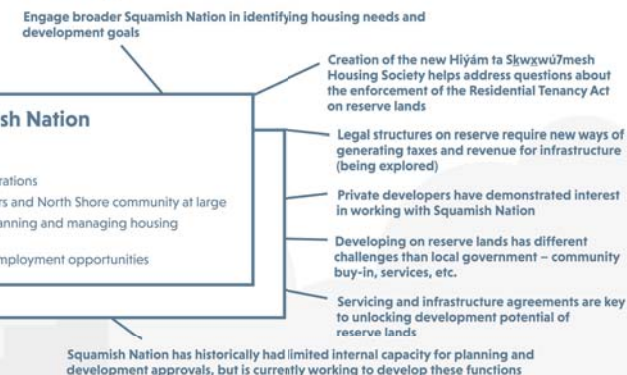 Engage broader Squamish Nation in identifying housing needs and
development goals
Creation of the new Hiy̓ám ta Sḵwx̱wú7mesh
Housing Society helps address questions about
the enforcement of the Residential Tenancy Act
on reserve lands
sh Nation
rations
rs and North Shore community at large
anning and managing housing
mployment opportunities
Legal structures on reserve require new ways of
generating taxes and revenue for infrastructure
(being explored)
Private developers have demonstrated interest
in working with Squamish Nation
Developing on reserve lands has different
challenges than local government – community
buy-in, services, etc.
Servicing and infrastructure agreements are key
to unlocking development potential of
reserve lands
Squamish Nation has historically had limited internal capacity for planning and
development approvals, but is currently working to develop these functions